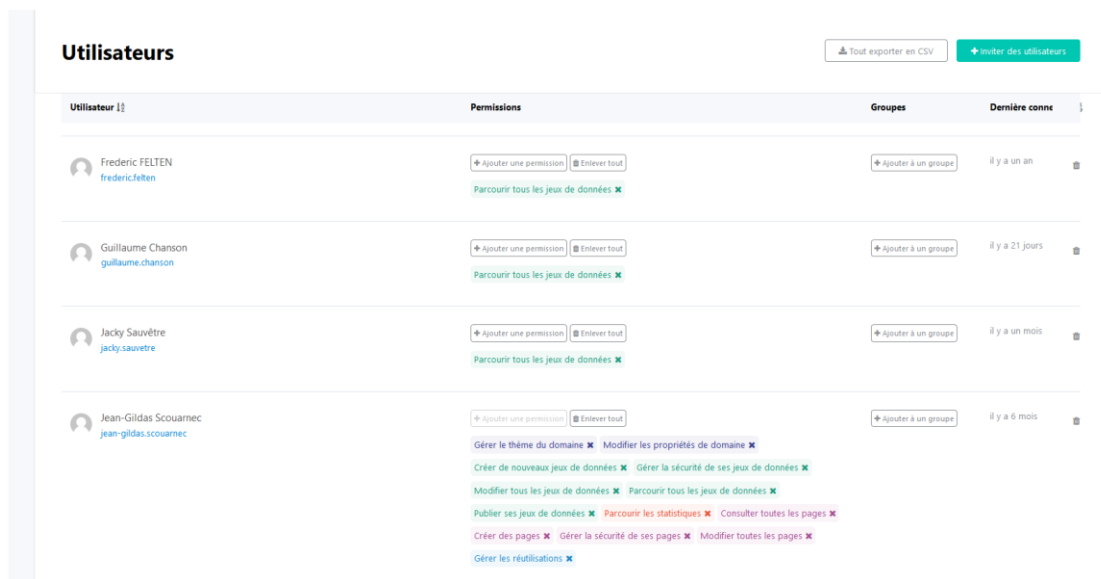 Utilisateurs
Tout exporter en CSV
Inviter des utilisateurs
Utilisateur Permissions Groupes Dernière conne
Frederic FELTEN
frederic.felten
Ajouter une permission Enlever tout
Parcourir tous les jeux de données
Ajouter à un groupe
il y a un an
Guillaume Chanson
guillaume.chanson
Ajouter une permission Enlever tout
Parcourir tous les jeux de données
Ajouter à un groupe
il y a 21 jours
Jacky Sauvêtre
jacky.sauvetre
Ajouter une permission Enlever tout
Parcourir tous les jeux de données
Ajouter à un groupe
il y a un mois
Jean-Gildas Scouarnec
jean-gildas.scouarnec
Ajouter une permission Enlever tout
Gérer le thème du domaine Modifier les propriétés de domaine
Créer de nouveaux jeux de données Gérer la sécurité de ses jeux de données
Modifier tous les jeux de données Parcourir tous les jeux de données
Publier ses jeux de données Parcourir les statistiques Consulter toutes les pages
Créer des pages Gérer la sécurité de ses pages Modifier toutes les pages
Gérer les réutilisations
Ajouter à un groupe
il y a 6 mois